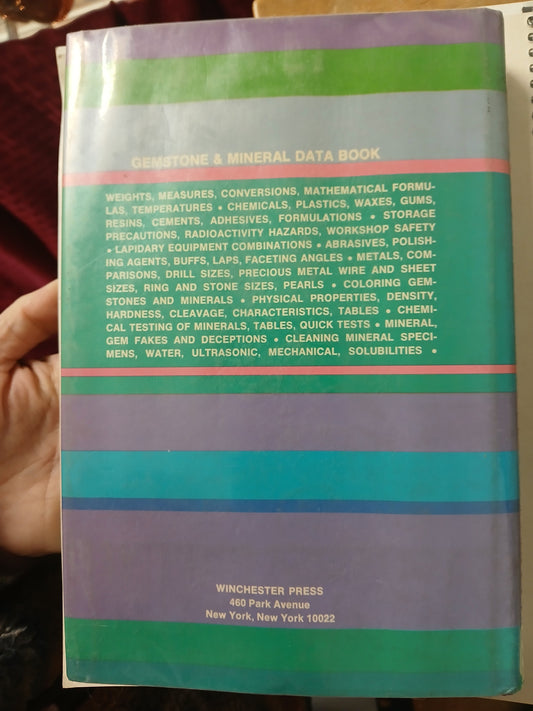 GEMSTONE & MINERAL DATA BOOK
WEIGHTS, MEASURES, CONVERSIONS, MATHEMATICAL FORMU-
LAS, TEMPERATURES • CHEMICALS, PLASTICS, WAXES, GUMS,
RESINS, CEMENTS, ADHESIVES, FORMULATIONS • STORAGE
PRECAUTIONS, RADIOACTIVITY HAZARDS, WORKSHOP SAFETY
• LAPIDARY EQUIPMENT COMBINATIONS • ABRASIVES, POLISH-
ING AGENTS, BUFFS, LAPS, FACETING ANGLES • METALS, COM-
PARISONS, DRILL SIZES, PRECIOUS METAL WIRE AND SHEET
SIZES, RING AND STONE SIZES, PEARLS • COLORING GEM-
STONES AND MINERALS • PHYSICAL PROPERTIES, DENSITY,
HARDNESS, CLEAVAGE, CHARACTERISTICS, TABLES • CHEMI-
CAL TESTING OF MINERALS, TABLES, QUICK TESTS • MINERAL,
GEM FAKES AND DECEPTIONS • CLEANING MINERAL SPECI-
MENS, WATER, ULTRASONIC, MECHANICAL, SOLUBILITIES •
WINCHESTER PRESS
460 Park Avenue
New York, New York 10022